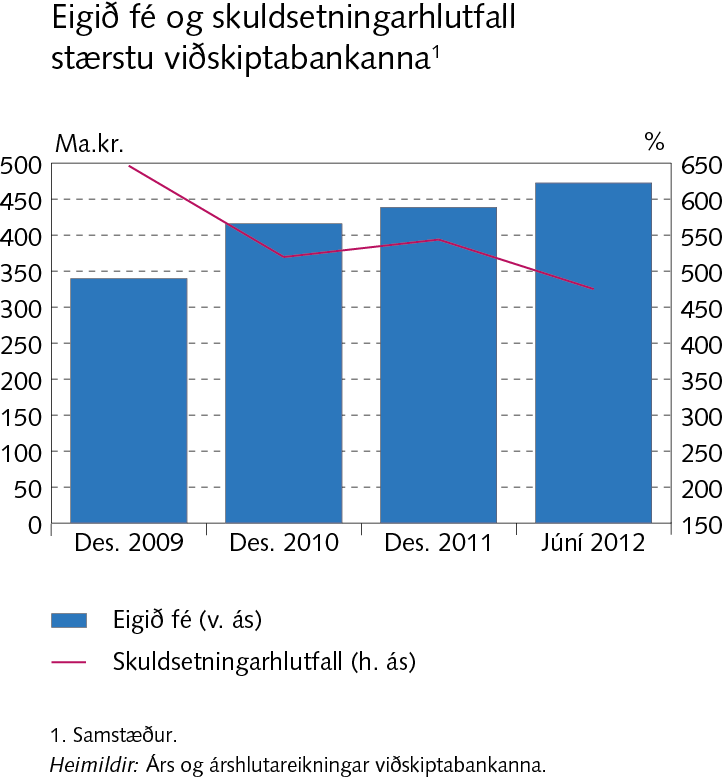 Eigið fé og skuldsetningarhlutfall
stærstu viðskiptabankanna¹
Ma.kr.
%
500
650
450
600
400
550
350
500
300
450
250
400
200
350
150
300
100
250
50
200
0
150
Des. 2009
Des. 2010
Des. 2011
Júní 2012
Eigið fé (v. ás)
Skuldsetningarhlutfall (h. ás)
1. Samstæður.
Heimildir: Árs og árshlutareikningar viðskiptabankanna.